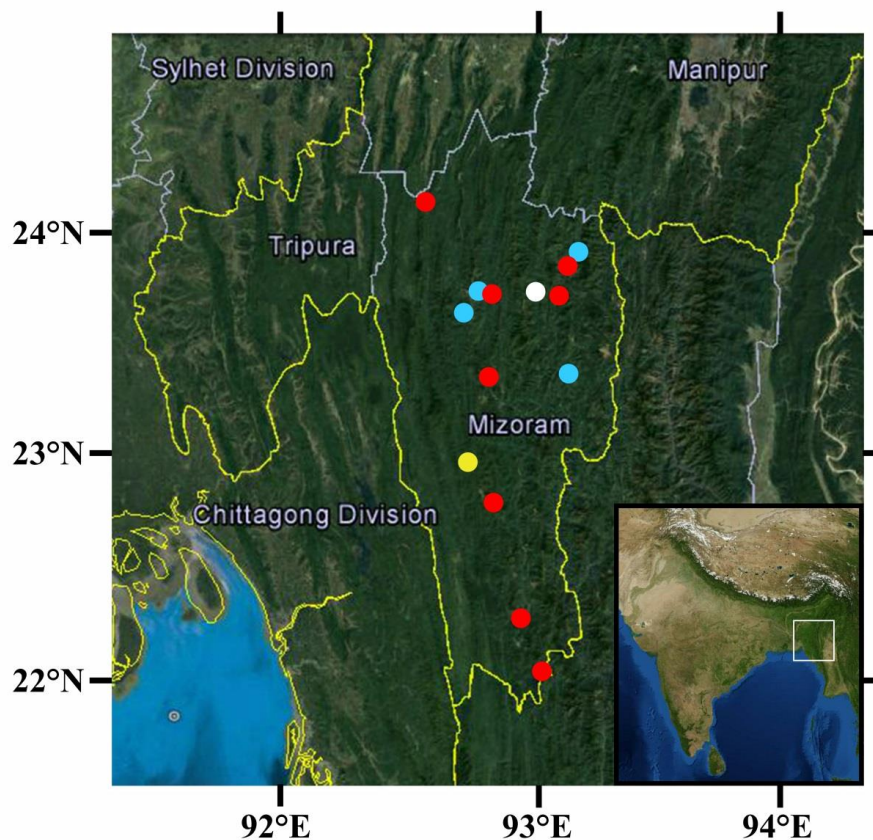 Sylhet Division
Manipur
24°N
Tripura
Mizoram
23°N
Chittagong Division
22°N
92°E
93°E
94°E